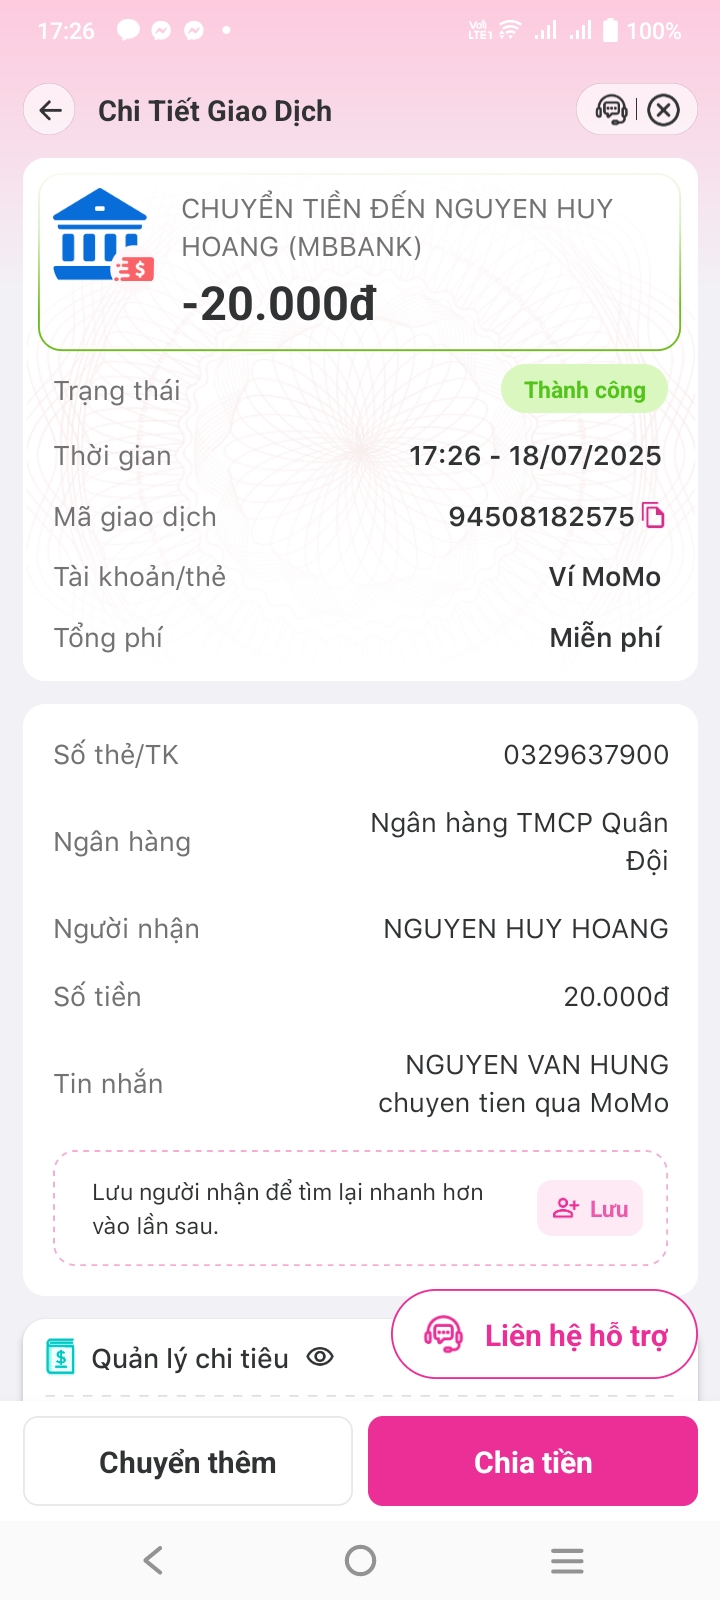 17:26
VoLTE1 100%
Chi Tiết Giao Dịch
CHUYỂN TIỀN ĐẾN NGUYEN HUY
HOANG (MBBANK)
-20.000đ
Trạng thái Thành công
Thời gian 17:26 - 18/07/2025
Mã giao dịch 94508182575
Tài khoản/thẻ Ví MoMo
Tổng phí Miễn phí
Số thẻ/TK 0329637900
Ngân hàng Ngân hàng TMCP Quân
Đội
Người nhận NGUYEN HUY HOANG
Số tiền 20.000đ
Tin nhắn NGUYEN VAN HUNG
chuyen tien qua MoMo
Lưu người nhận để tìm lại nhanh hơn
vào lần sau.
Lưu
Liên hệ hỗ trợ
$ Quản lý chi tiêu
Chuyển thêm Chia tiền